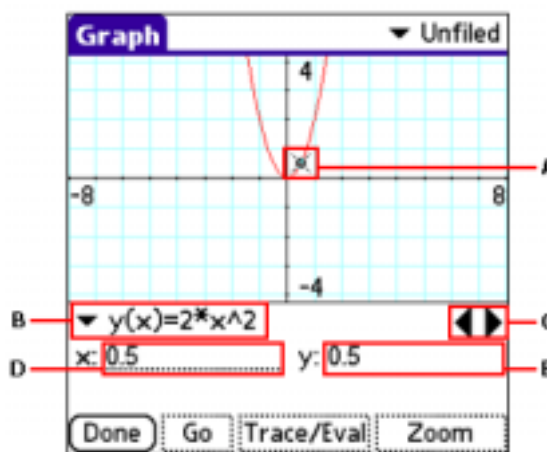 Graph Unfiled
4
A
-8 8
-4
B y(x)=2*x^2 C
D x: 0.5 y: 0.5 E
Done Go Trace/Eval Zoom